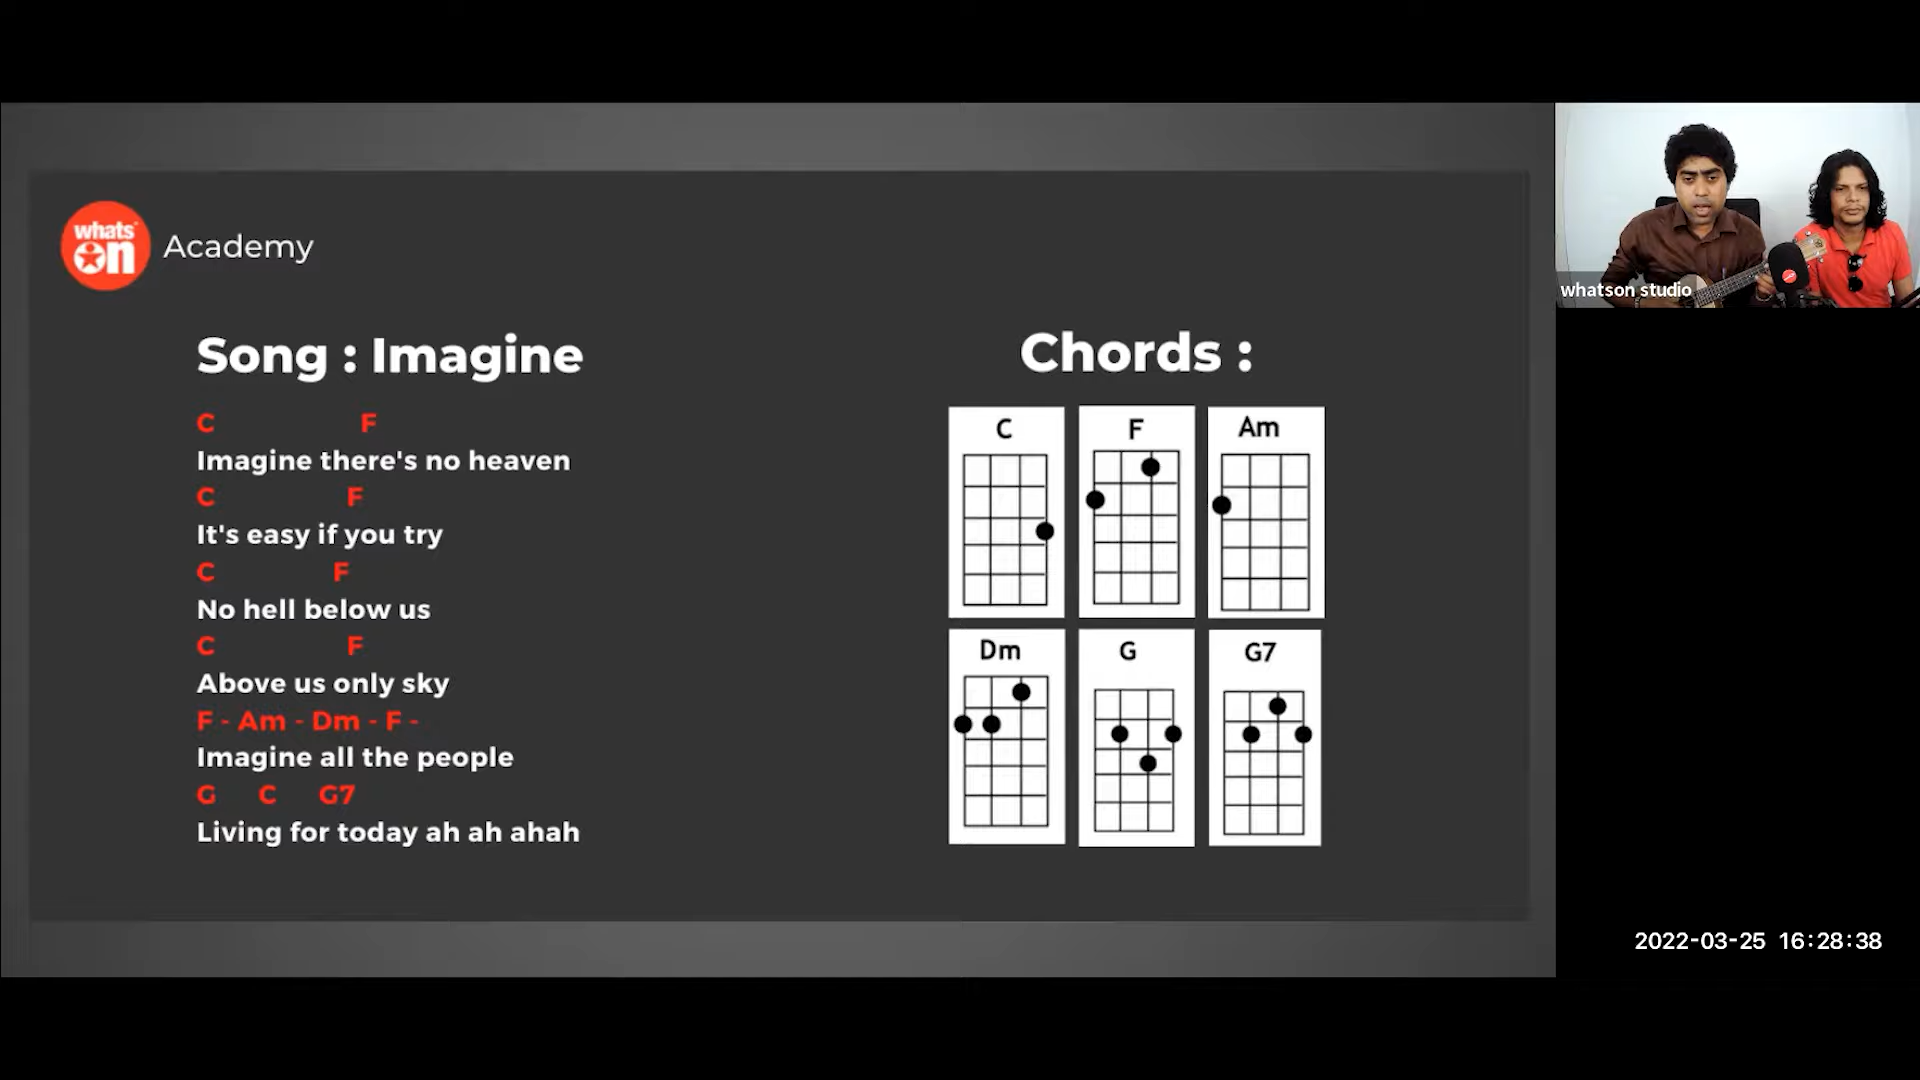 whats
on
Academy
Song : Imagine
C F
Imagine there's no heaven
C F
It's easy if you try
C F
No hell below us
C F
Above us only sky
F - Am - Dm - F -
Imagine all the people
G C G7
Living for today ah ah ahah
Chords :
C F Am
Dm G G7
whatson studio
2022-03-25 16:28:38